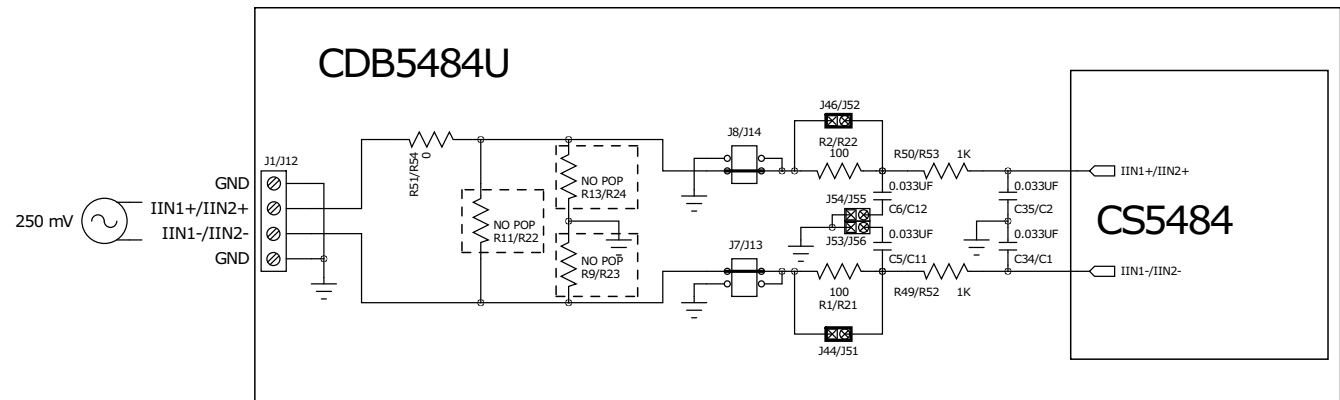 CDB5484U
J1/J12
GND
IIN1+/IIN2+
IIN1-/IIN2-
GND
250 mV
R51/R54
0
NO POP
R11/R22
NO POP
R13/R24
NO POP
R9/R23
J8/J14
J7/J13
J46/J52
R2/R22
100
R50/R53 1K
0.033UF
C6/C12
J54/J55
J53/J56
0.033UF
C5/C11
100
R1/R21
R49/R52 1K
J44/J51
0.033UF
C35/C2
0.033UF
C34/C1
IIN1+/IIN2+
CS5484
IIN1-/IIN2-